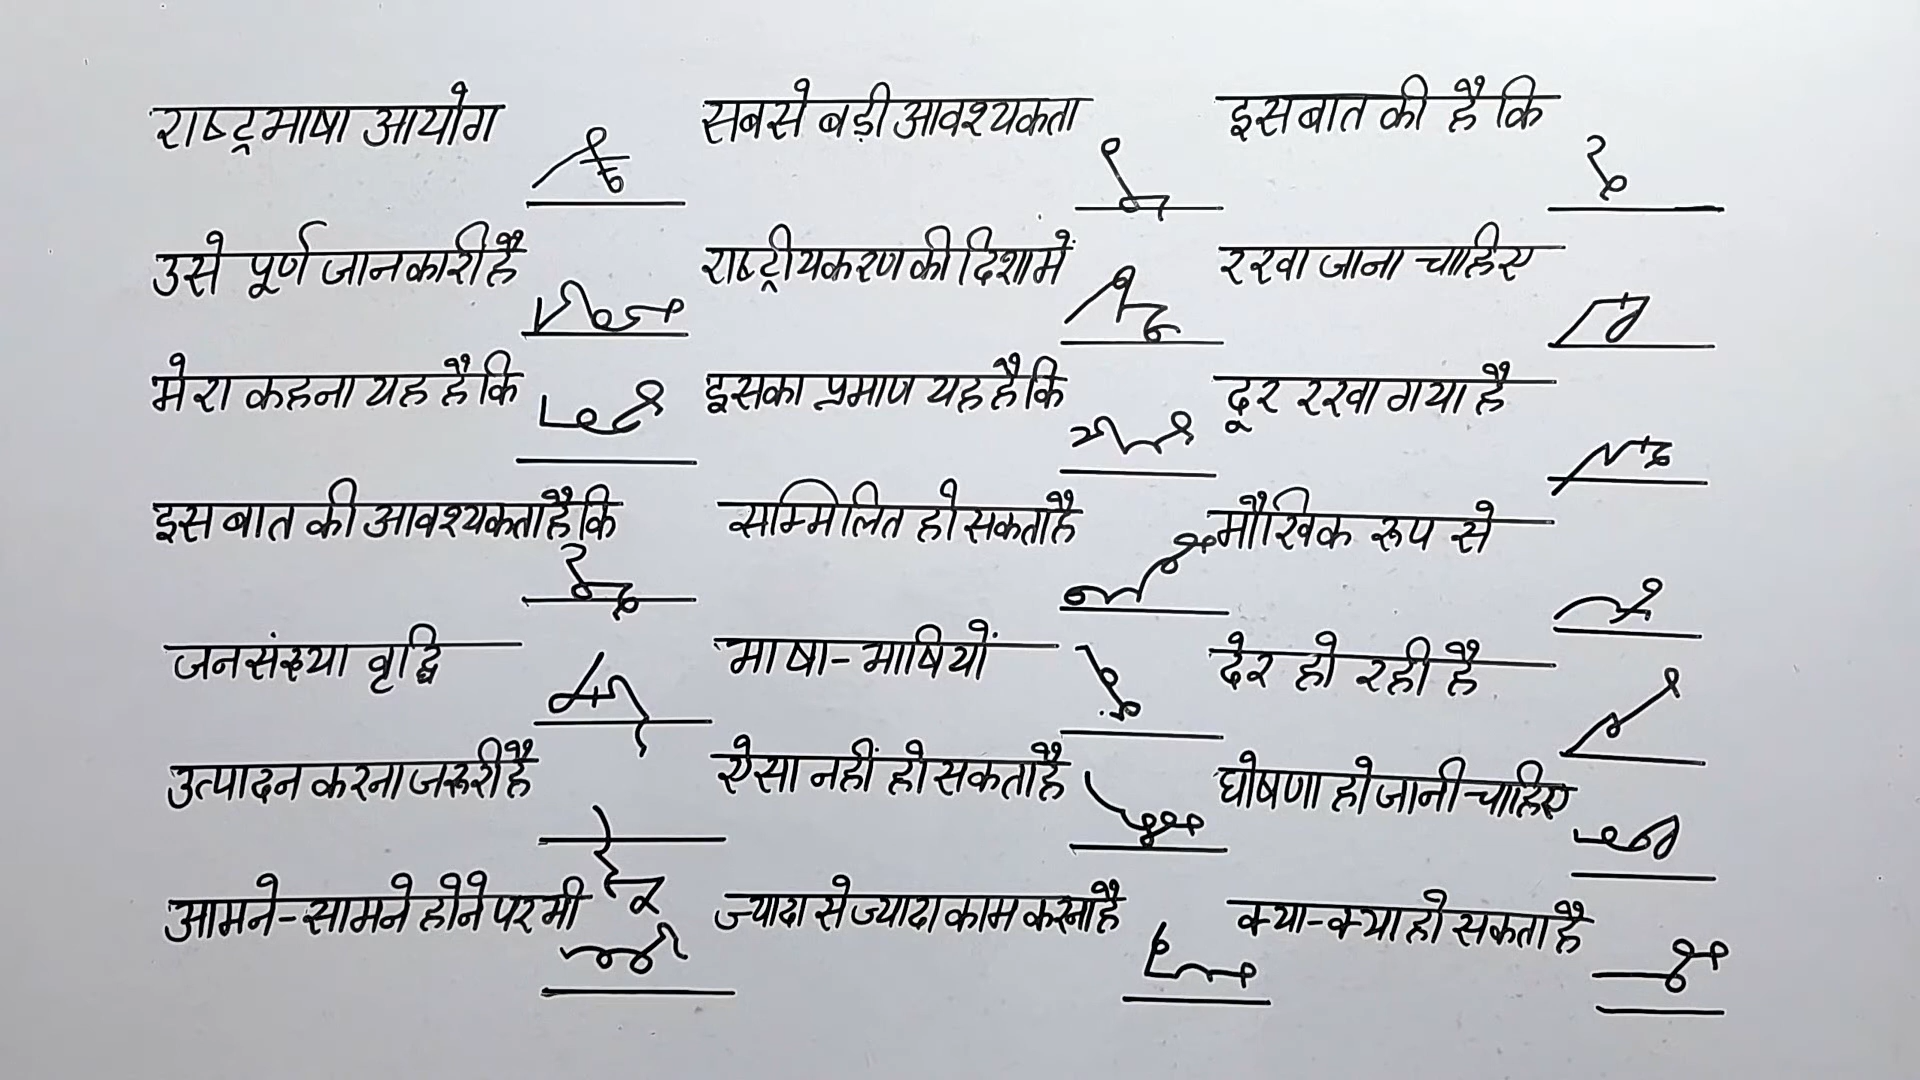 राष्ट्रभाषा आयोग सबसे बड़ी आवश्यकता इस बात की है कि
उसे पूर्ण जानकारी है राष्ट्रीयकरण की दिशा में रखा जाना चाहिए
मेरा कहना यह है कि इसका प्रमाण यह है कि दूर रखा गया है
इस बात की आवश्यकता है कि सम्मिलित हो सकता है मौखिक रूप से
जनसंख्या वृद्धि भाषा-भाषियों देर हो रही है
उत्पादन करना जरूरी है ऐसा नहीं हो सकता है घोषणा हो जानी चाहिए
आमने-सामने होने पर भी ज्यादा से ज्यादा काम करना है क्या-क्या हो सकता है